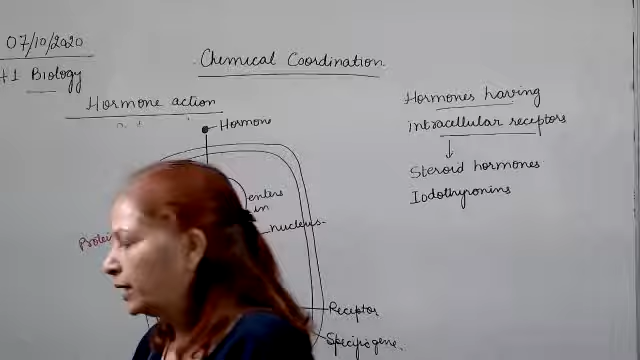 07/10/2020
+1 Biology
Chemical Coordination
Hormone action
Hormone
enters
in
nucleus
Receptor
Specific gene.
Hormones having
intracellular receptors
↓
Steroid hormones
Iodothyronins